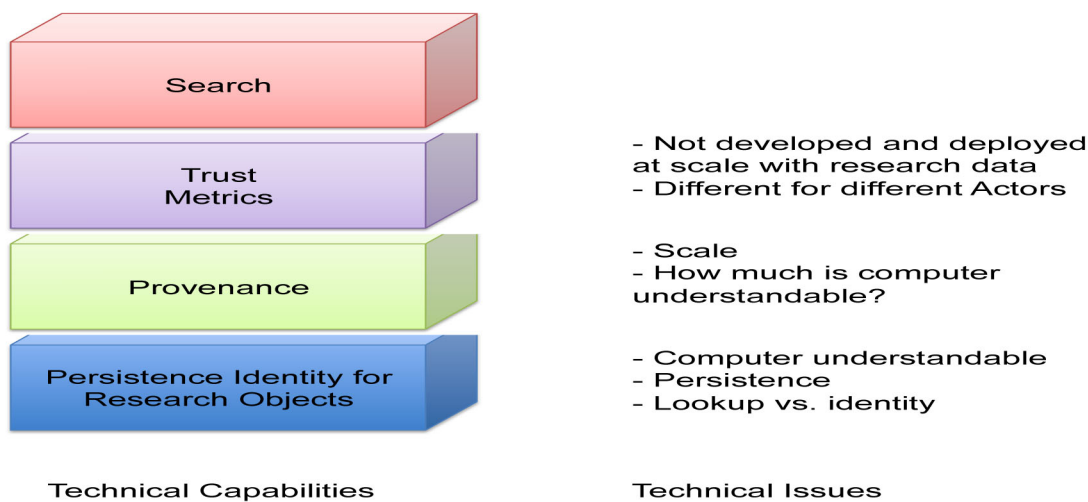 Search
Trust
Metrics
- Not developed and deployed
at scale with research data
- Different for different Actors
Provenance
- Scale
- How much is computer
understandable?
Persistence Identity for
Research Objects
- Computer understandable
- Persistence
- Lookup vs. identity
Technical Capabilities
Technical Issues